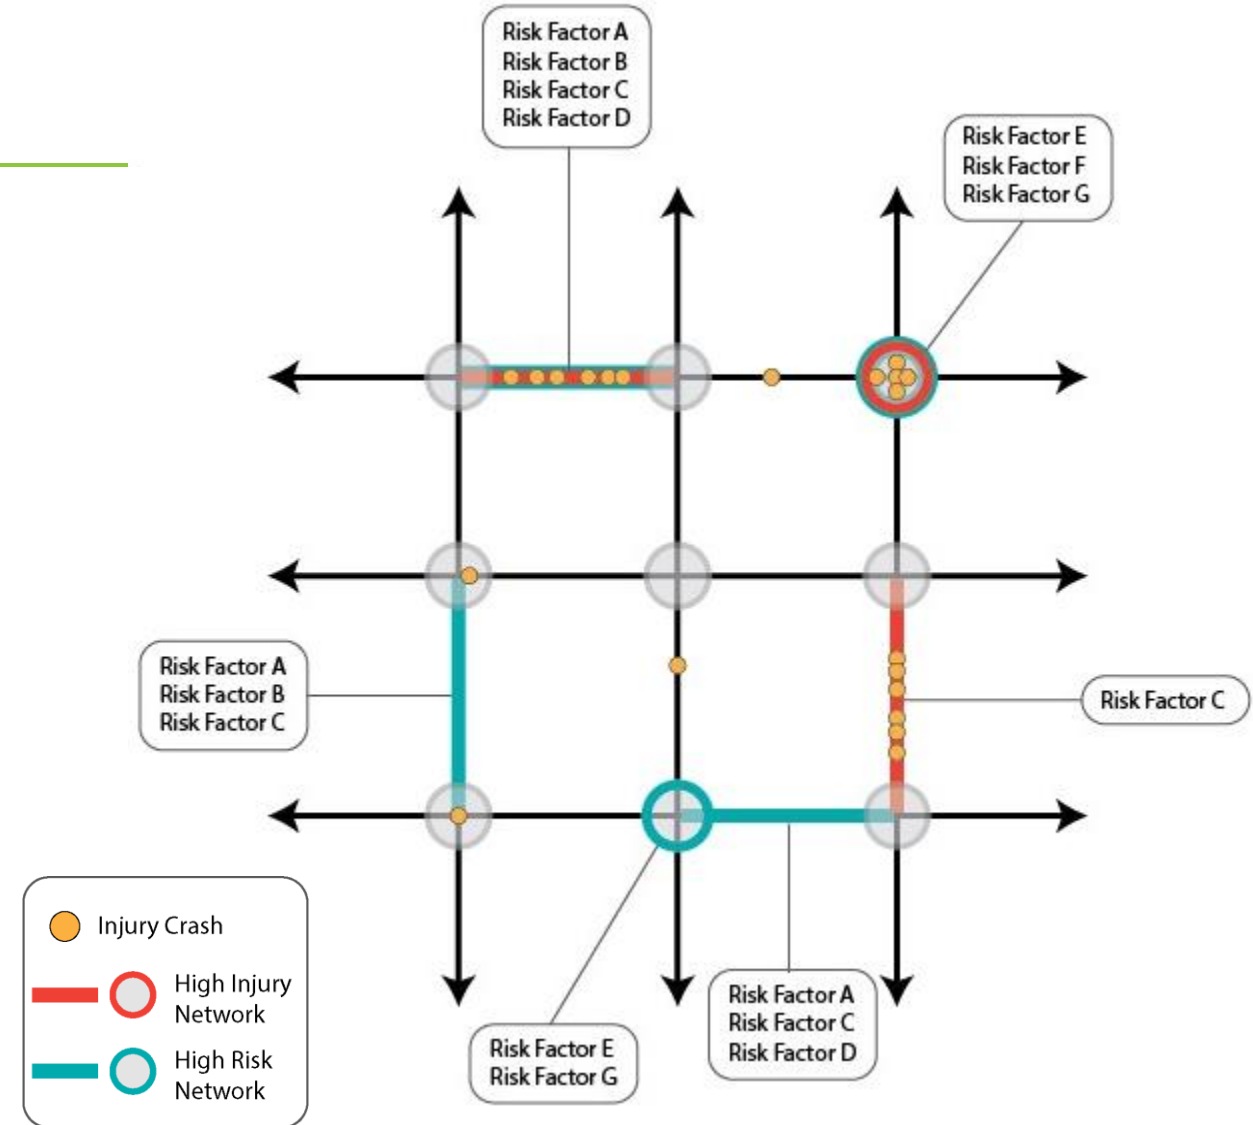 Risk Factor A
Risk Factor B
Risk Factor C
Risk Factor D
Risk Factor E
Risk Factor F
Risk Factor G
Risk Factor A
Risk Factor B
Risk Factor C
Risk Factor C
Injury Crash
High Injury
Network
High Risk
Network
Risk Factor E
Risk Factor G
Risk Factor A
Risk Factor C
Risk Factor D